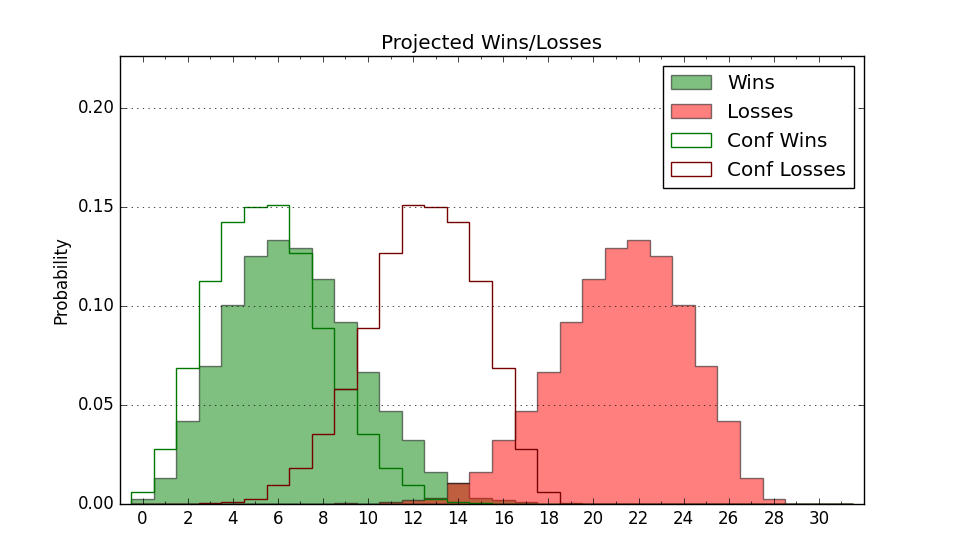 Projected Wins/Losses
Wins
Losses
Conf Wins
Conf Losses
Probability
0.20
0.15
0.10
0.05
0.00
0 2 4 6 8 10 12 14 16 18 20 22 24 26 28 30